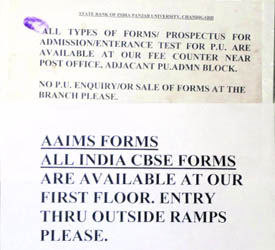 STATE BANK OF INDIA PANJAB UNIVERSITY, CHANDIGARH
ALL TYPES OF FORMS/ PROSPECTUS FOR
ADMISSION/ENTERANCE TEST FOR P.U. ARE
AVAILABLE AT OUR FEE COUNTER NEAR
POST OFFICE, ADJACANT PU.ADMN BLOCK.
NO P.U. ENQUIRY/OR SALE OF FORMS AT THE
BRANCH PLEASE.
AAIMS FORMS
ALL INDIA CBSE FORMS
ARE AVAILABLE AT OUR
FIRST FLOOR. ENTRY
THRU OUTSIDE RAMPS
PLEASE.